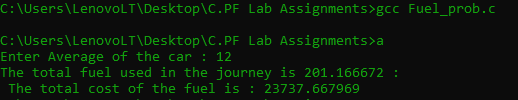 C:\Users\LenovoLT\Desktop\C.PF Lab Assignments>gcc Fuel_prob.c
C:\Users\LenovoLT\Desktop\C.PF Lab Assignments>a
Enter Average of the car : 12
The total fuel used in the journey is 201.166672 :
 The total cost of the fuel is : 23737.667969